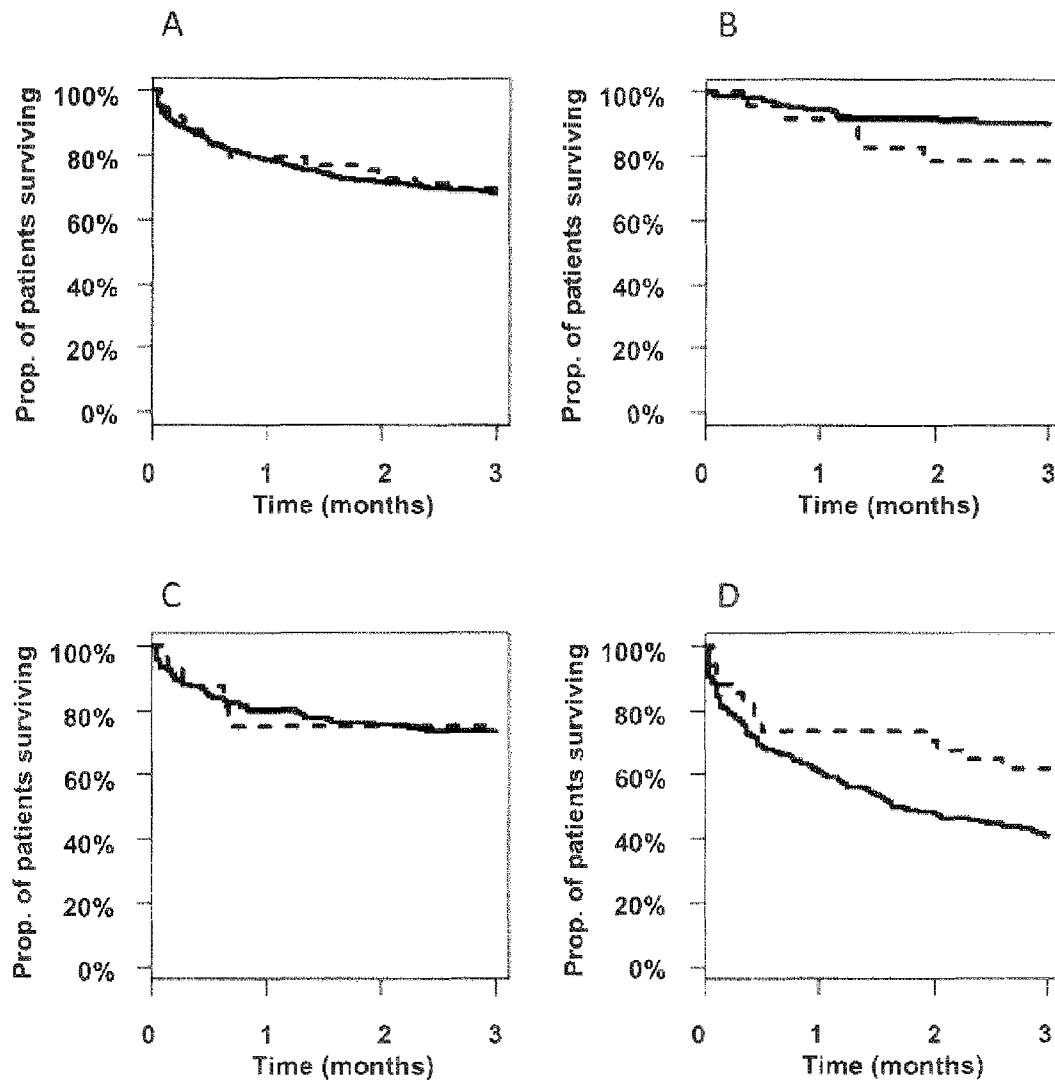 A
Prop. of patients surviving
100%
80%
60%
40%
20%
0%
0 1 2 3
Time (months)
B
Prop. of patients surviving
100%
80%
60%
40%
20%
0%
0 1 2 3
Time (months)
C
Prop. of patients surviving
100%
80%
60%
40%
20%
0%
0 1 2 3
Time (months)
D
Prop. of patients surviving
100%
80%
60%
40%
20%
0%
0 1 2 3
Time (months)